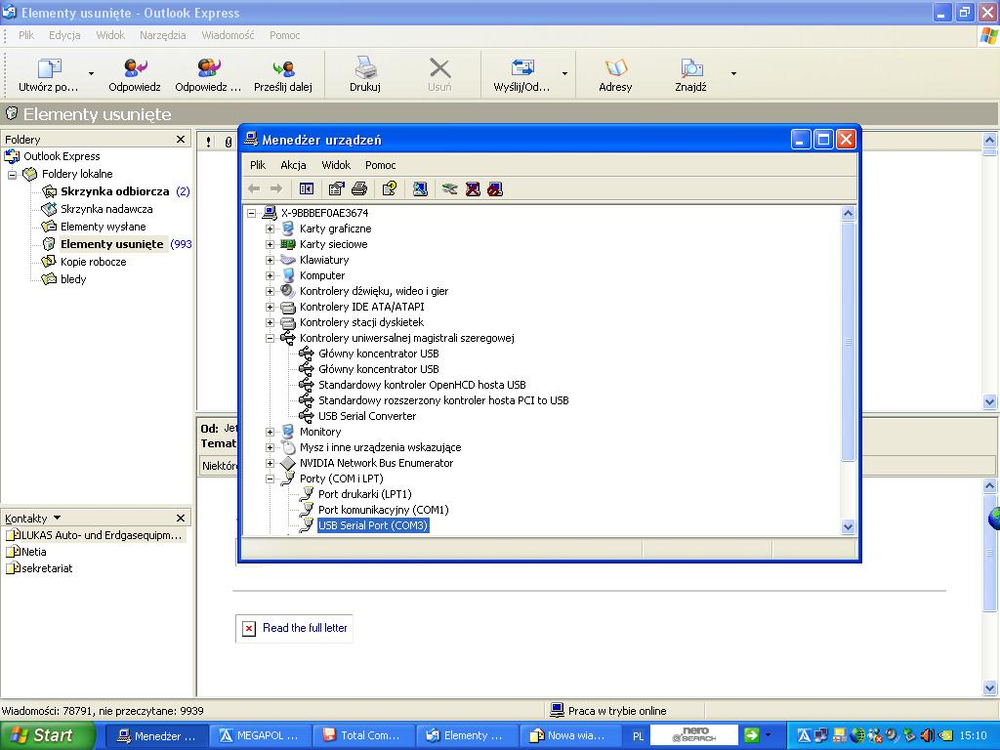 Elementy usunięte - Outlook Express
Plik Edycja Widok Narzędzia Wiadomość Pomoc
Utwórz po... Odpowiedz Odpowiedz ... Prześlij dalej Drukuj Usuń Wyślij/Od... Adresy Znajdź
Elementy usunięte
Foldery
Outlook Express
Foldery lokalne
Skrzynka odbiorcza (2)
Skrzynka nadawcza
Elementy wysłane
Elementy usunięte (993
Kopie robocze
bledy
Kontakty
LUKAS Auto- und Erdgasequipm...
Netia
sekretariat
Od: Je
Temat
Niektór
Menedżer urządzeń
Plik Akcja Widok Pomoc
X-9BBBEF0AE3674
Karty graficzne
Karty sieciowe
Klawiatury
Komputer
Kontrolery dźwięku, wideo i gier
Kontrolery IDE ATA/ATAPI
Kontrolery stacji dyskietek
Kontrolery uniwersalnej magistrali szeregowej
Główny koncentrator USB
Główny koncentrator USB
Standardowy kontroler OpenHCD hosta USB
Standardowy rozszerzony kontroler hosta PCI to USB
USB Serial Converter
Monitory
Mysz i inne urządzenia wskazujące
NVIDIA Network Bus Enumerator
Porty (COM i LPT)
Port drukarki (LPT1)
Port komunikacyjny (COM1)
USB Serial Port (COM3)
Read the full letter
Wiadomości: 78791, nie przeczytane: 9939
Praca w trybie online
Start Menedżer ... MEGAPOL ... Total Com... Elementy ... Nowa wia... PL nero @SEARCH 15:10